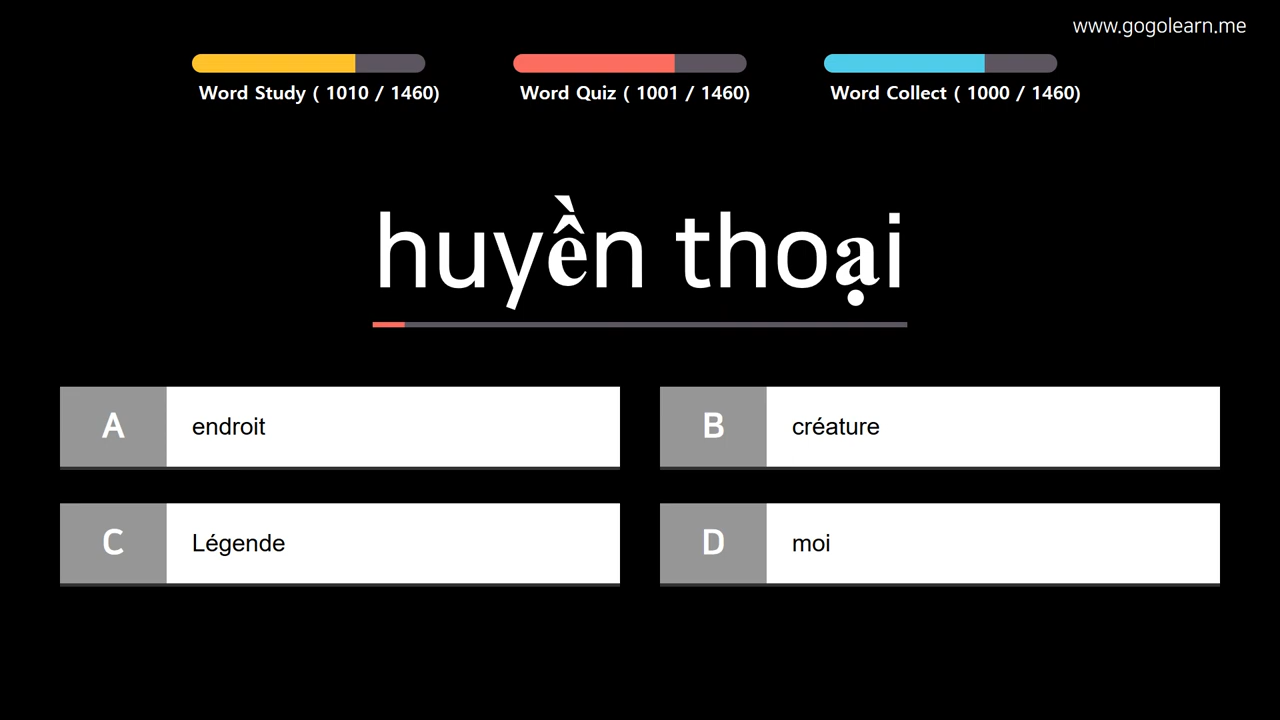 www.gogolearn.me
Word Study ( 1010 / 1460)
Word Quiz ( 1001 / 1460)
Word Collect ( 1000 / 1460)
huyền thoại
A endroit
B créature
C Légende
D moi